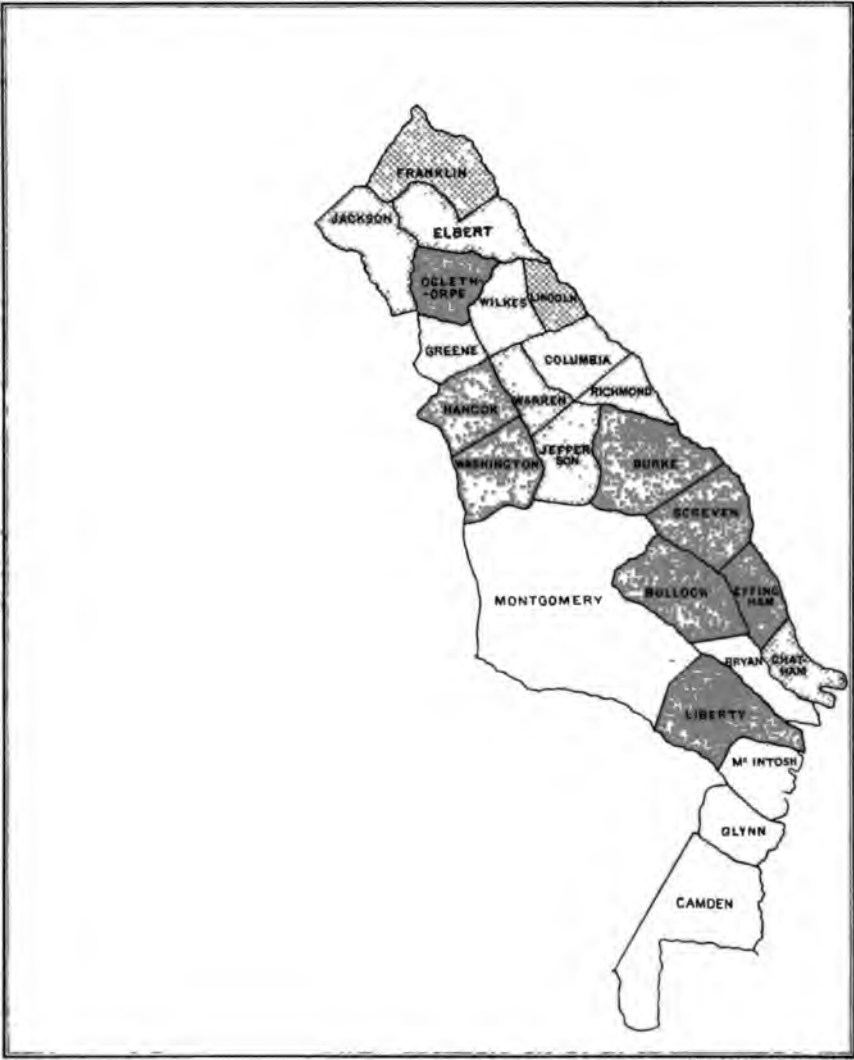 FRANKLIN
JACKSON
ELBERT
OGLETH-
-ORPE
WILKES
LINCOLN
GREENE
COLUMBIA
RICHMOND
WARREN
HANCOK
WASHINGTON
JEFFER
SON
BURKE
SCREVEN
MONTGOMERY
BULLOCH
EFFING
HAM
BRYAN
CHAT-
HAM
LIBERTY
Mc INTOSH
GLYNN
CAMDEN